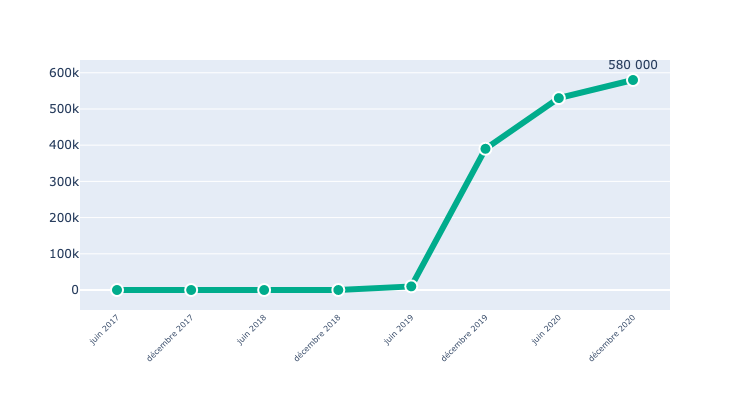 580 000
600k
500k
400k
300k
200k
100k
0
juin 2017
décembre 2017
juin 2018
décembre 2018
juin 2019
décembre 2019
juin 2020
décembre 2020